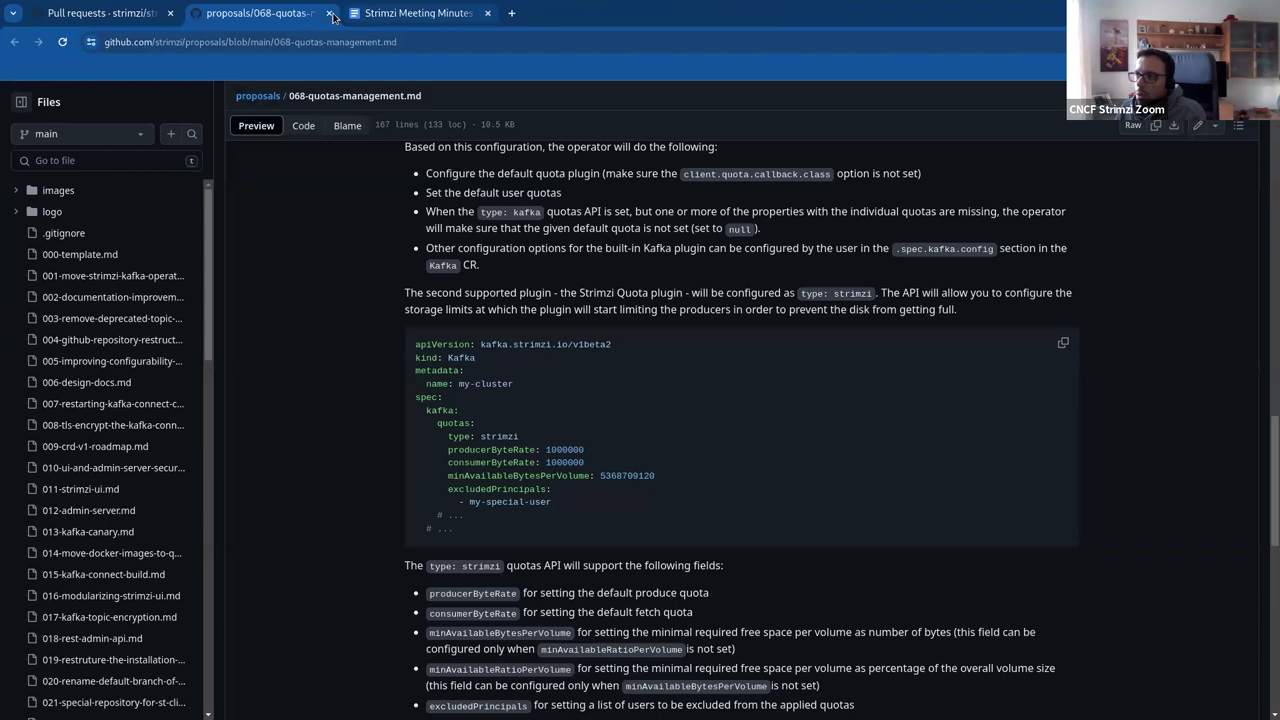 Pull requests · strimzi/str
proposals/068-quotas-m
Strimzi Meeting Minutes
github.com/strimzi/proposals/blob/main/068-quotas-management.md
CNCF Strimzi Zoom
Files
main
Go to file
t
images
logo
.gitignore
000-template.md
001-move-strimzi-kafka-operat...
002-documentation-improvem...
003-remove-deprecated-topic-...
004-github-repository-restruct...
005-improving-configurability-...
006-design-docs.md
007-restarting-kafka-connect-c...
008-tls-encrypt-the-kafka-conn...
009-crd-v1-roadmap.md
010-ui-and-admin-server-secur...
011-strimzi-ui.md
012-admin-server.md
013-kafka-canary.md
014-move-docker-images-to-q...
015-kafka-connect-build.md
016-modularizing-strimzi-ui.md
017-kafka-topic-encryption.md
018-rest-admin-api.md
019-restruture-the-installation-...
020-rename-default-branch-of-...
021-special-repository-for-st-cli...
proposals / 068-quotas-management.md
Preview Code Blame 167 lines (133 loc) · 10.5 KB
Raw
Based on this configuration, the operator will do the following:
• Configure the default quota plugin (make sure the client.quota.callback.class option is not set)
• Set the default user quotas
• When the type: kafka quotas API is set, but one or more of the properties with the individual quotas are missing, the operator
will make sure that the given default quota is not set (set to null ).
• Other configuration options for the built-in Kafka plugin can be configured by the user in the .spec.kafka.config section in the
Kafka CR.
The second supported plugin - the Strimzi Quota plugin - will be configured as type: strimzi . The API will allow you to configure the
storage limits at which the plugin will start limiting the producers in order to prevent the disk from getting full.
apiVersion: kafka.strimzi.io/v1beta2
kind: Kafka
metadata:
name: my-cluster
spec:
kafka:
quotas:
type: strimzi
producerByteRate: 1000000
consumerByteRate: 1000000
minAvailableBytesPerVolume: 5368709120
excludedPrincipals:
- my-special-user
# ...
# ...
The type: strimzi quotas API will support the following fields:
• producerByteRate for setting the default produce quota
• consumerByteRate for setting the default fetch quota
• minAvailableBytesPerVolume for setting the minimal required free space per volume as number of bytes (this field can be
configured only when minAvailableRatioPerVolume is not set)
• minAvailableRatioPerVolume for setting the minimal required free space per volume as percentage of the overall volume size
(this field can be configured only when minAvailableBytesPerVolume is not set)
• excludedPrincipals for setting a list of users to be excluded from the applied quotas